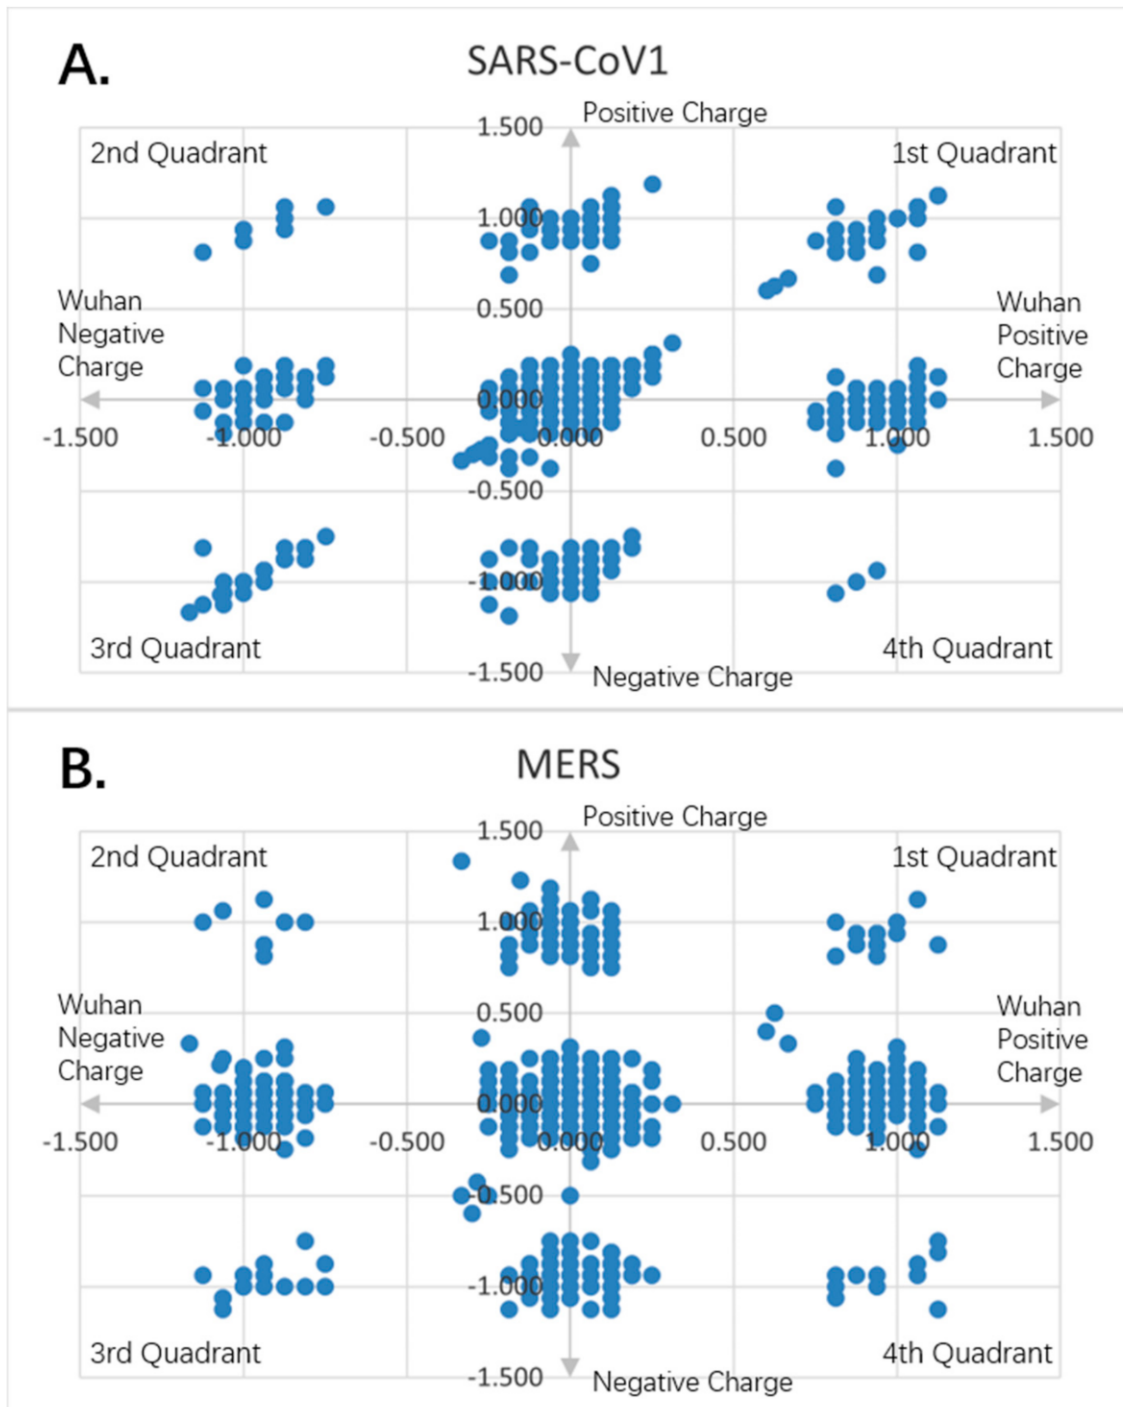 A.
SARS-CoV1
Positive Charge
1.500
2nd Quadrant
1st Quadrant
1.000
0.500
Wuhan
Negative
Charge
Wuhan
Positive
Charge
0.000
-1.500
-1.000
-0.500
0.000
0.500
1.000
1.500
-0.500
-1.000
3rd Quadrant
4th Quadrant
-1.500
Negative Charge
B.
MERS
Positive Charge
1.500
2nd Quadrant
1st Quadrant
1.000
0.500
Wuhan
Negative
Charge
Wuhan
Positive
Charge
0.000
-1.500
-1.000
-0.500
0.000
0.500
1.000
1.500
-0.500
-1.000
3rd Quadrant
4th Quadrant
-1.500
Negative Charge